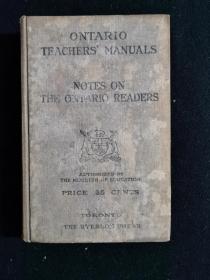 ONTARIO
TEACHERS' MANUALS
NOTES ON
THE ONTARIO READERS
AUTHORIZED BY
THE MINISTER OF EDUCATION
PRICE 25 CENTS
TORONTO
THE RYERSON PRESS